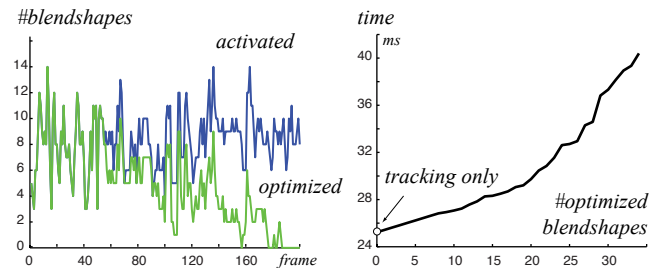 #blendshapes
activated
14
12
10
8
6
4
2
0
optimized
0 40 80 120 160 frame
time
ms
40
36
32
28
24
tracking only
#optimized
blendshapes
0 5 10 15 20 25 30